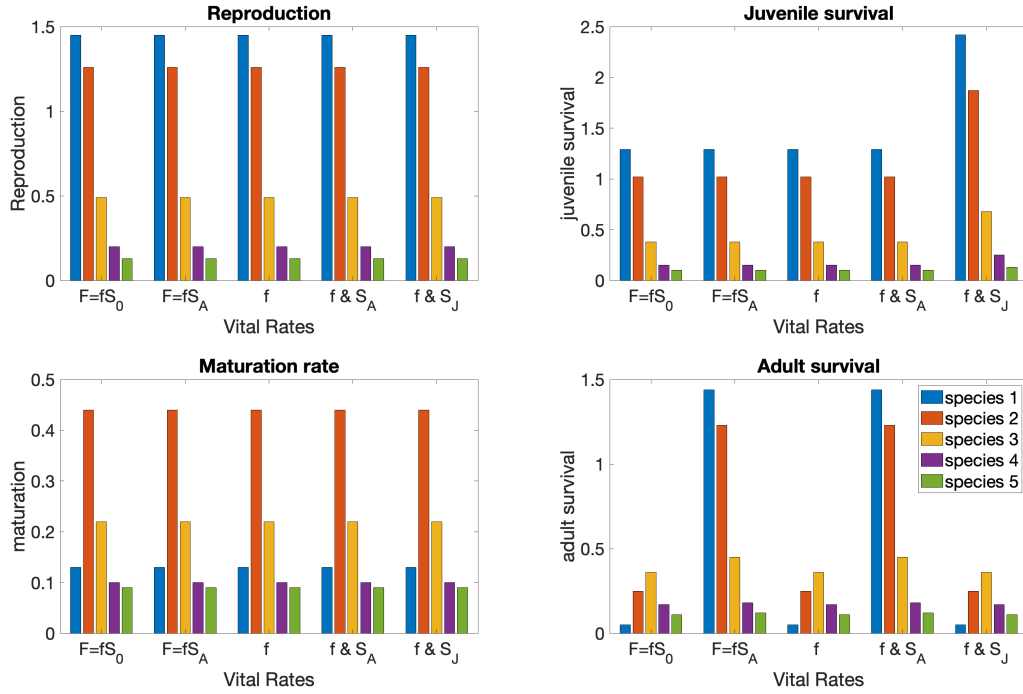 Reproduction
1.5
1
0.5
0
Reproduction
F=fS0 F=fSA f f & SA f & SJ
Vital Rates
Juvenile survival
2.5
2
1.5
1
0.5
0
juvenile survival
F=fS0 F=fSA f f & SA f & SJ
Vital Rates
Maturation rate
0.5
0.4
0.3
0.2
0.1
0
maturation
F=fS0 F=fSA f f & SA f & SJ
Vital Rates
Adult survival
1.5
1
0.5
0
adult survival
species 1
species 2
species 3
species 4
species 5
F=fS0 F=fSA f f & SA f & SJ
Vital Rates